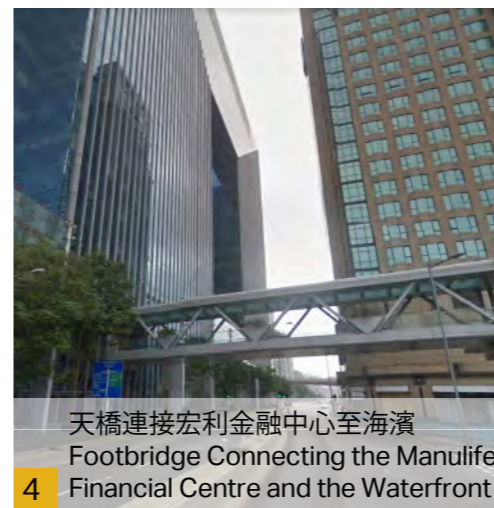 天橋連接宏利金融中心至海濱
Footbridge Connecting the Manulife
4 Financial Centre and the Waterfront